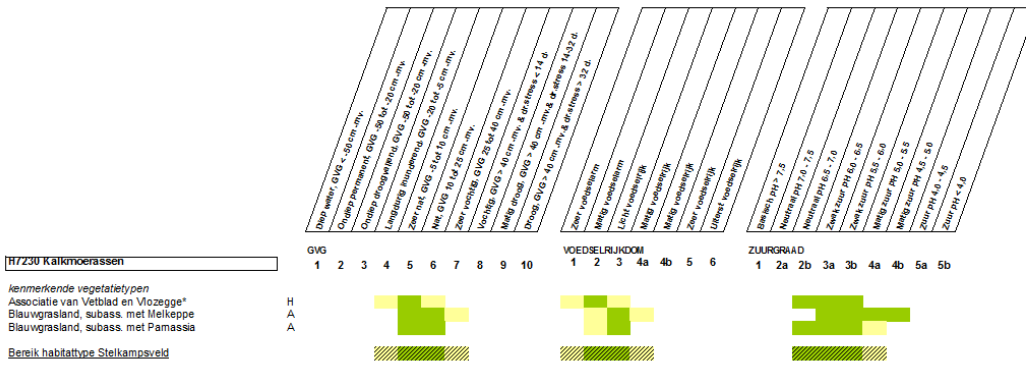 Diep water, GVG < -50 cm -mv.
Ondiep permanent, GVG -50 tot -20 cm -mv.
Ondiep droogvallend, GVG -50 tot -20 cm -mv.
Langdurig inunderend, GVG -20 tot -5 cm -mv.
Zeer nat, GVG -5 tot 10 cm -mv.
Nat, GVG 10 tot 25 cm -mv.
Zeer vochtig, GVG 25 tot 40 cm -mv.
Vochtig, GVG > 40 cm -mv. & dr.stress < 14 d.
Matig droog, GVG > 40 cm -mv.& dr.stress 14-32 d.
Droog, GVG > 40 cm -mv.& dr.stress > 32 d.
Zeer voedselarm
Matig voedselarm
Licht voedselrijk
Matig voedselrijk
Matig voedselrijk
Zeer voedselrijk
Uiterst voedselrijk
Basisch pH > 7.5
Neutraal pH 7.0 - 7.5
Neutraal pH 6.5 - 7.0
Zwak zuur pH 6.0 - 6.5
Zwak zuur pH 5.5 - 6.0
Matig zuur pH 5.0 - 5.5
Matig zuur pH 4.5 - 5.0
Zuur pH 4.0 - 4.5
Zuur pH < 4.0
GVG VOEDSELRIJKDOM ZUURGRAAD
H7230 Kalkmoerassen 1 2 3 4 5 6 7 8 9 10 1 2 3 4a 4b 5 6 1 2a 2b 3a 3b 4a 4b 5a 5b
kenmerkende vegetatietypen
Associatie van Vetblad en Vlozegge* H
Blauwgrasland, subass. met Melkeppe A
Blauwgrasland, subass. met Parnassia A
Bereik habitattype Stelkampsveld